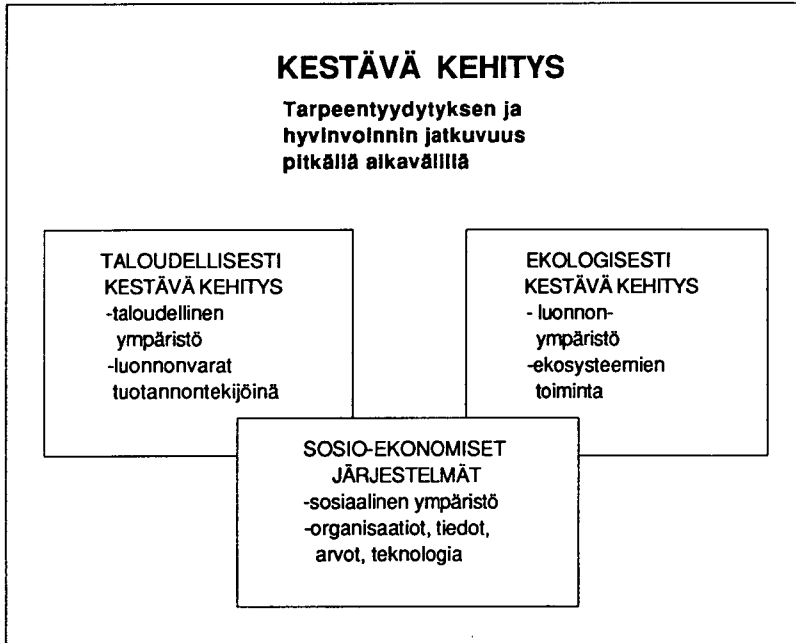 KESTÄVÄ KEHITYS
Tarpeentyydytyksen ja
hyvinvoinnin jatkuvuus
pitkällä aikavälillä
TALOUDELLISESTI
KESTÄVÄ KEHITYS
-taloudellinen
ympäristö
-luonnonvarat
tuotannontekijöinä
EKOLOGISESTI
KESTÄVÄ KEHITYS
- luonnon-
ympäristö
-ekosysteemien
toiminta
SOSIO-EKONOMISET
JÄRJESTELMÄT
-sosiaalinen ympäristö
-organisaatiot, tiedot,
arvot, teknologia